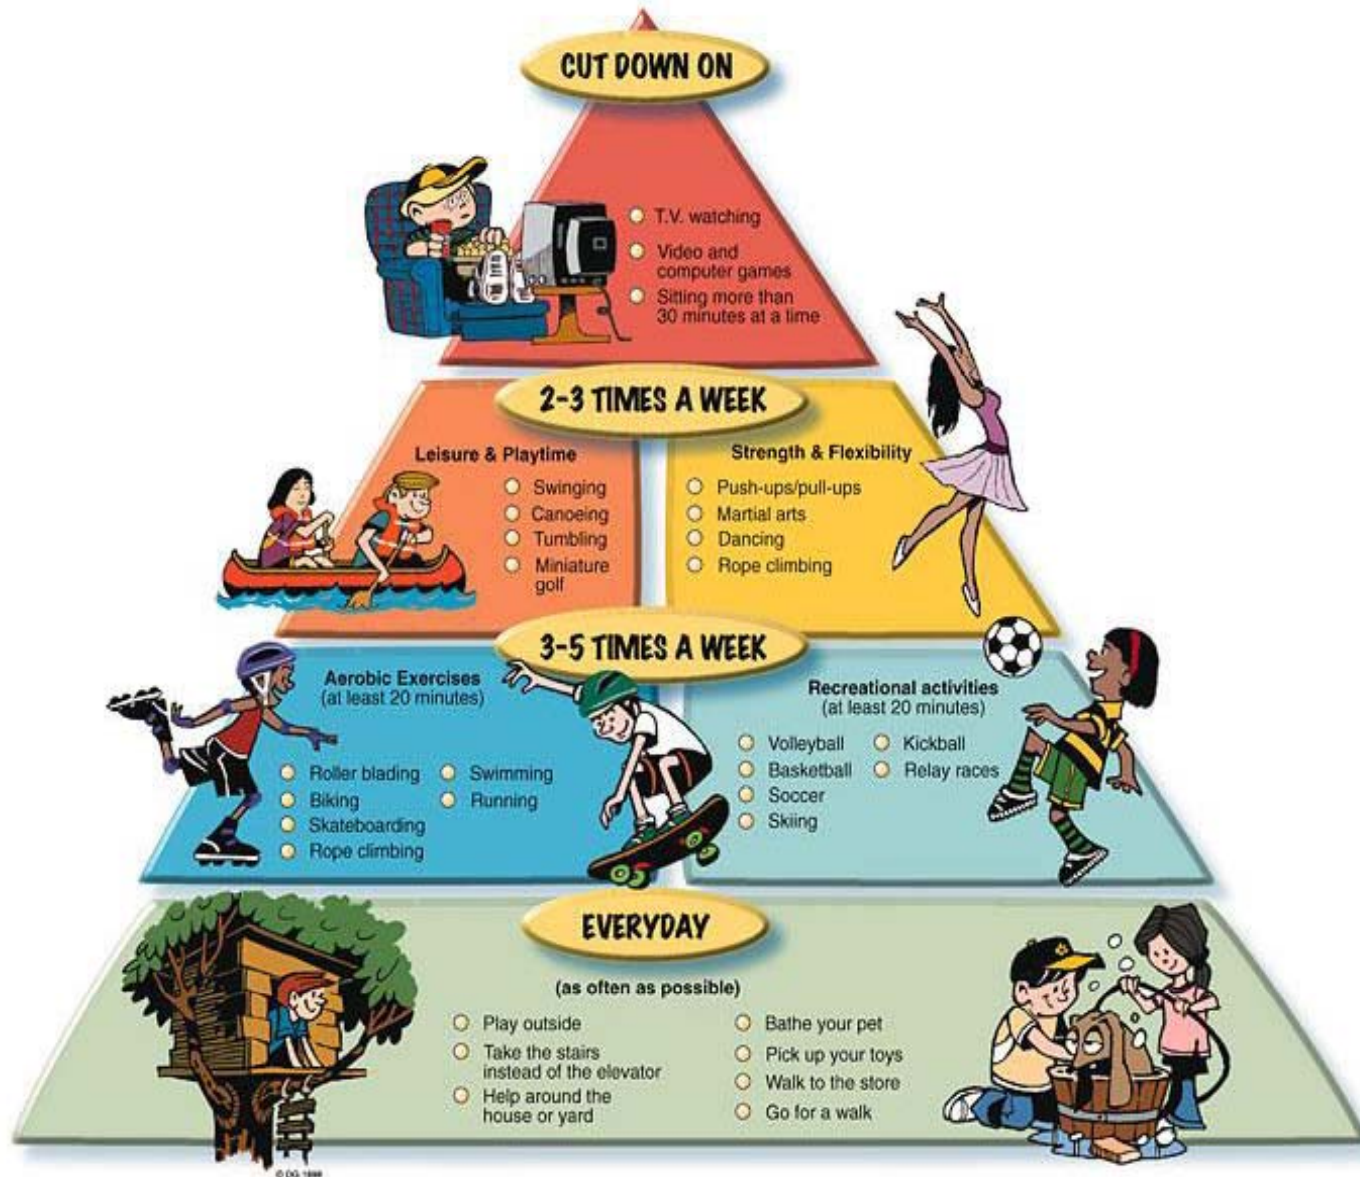 CUT DOWN ON
T.V. watching
Video and
computer games
Sitting more than
30 minutes at a time
2-3 TIMES A WEEK
Leisure & Playtime
Swinging
Canoeing
Tumbling
Miniature
golf
Strength & Flexibility
Push-ups/pull-ups
Martial arts
Dancing
Rope climbing
3-5 TIMES A WEEK
Aerobic Exercises
(at least 20 minutes)
Roller blading
Biking
Skateboarding
Rope climbing
Swimming
Running
Recreational activities
(at least 20 minutes)
Volleyball
Basketball
Soccer
Skiing
Kickball
Relay races
EVERYDAY
(as often as possible)
Play outside
Take the stairs
instead of the elevator
Help around the
house or yard
Bathe your pet
Pick up your toys
Walk to the store
Go for a walk